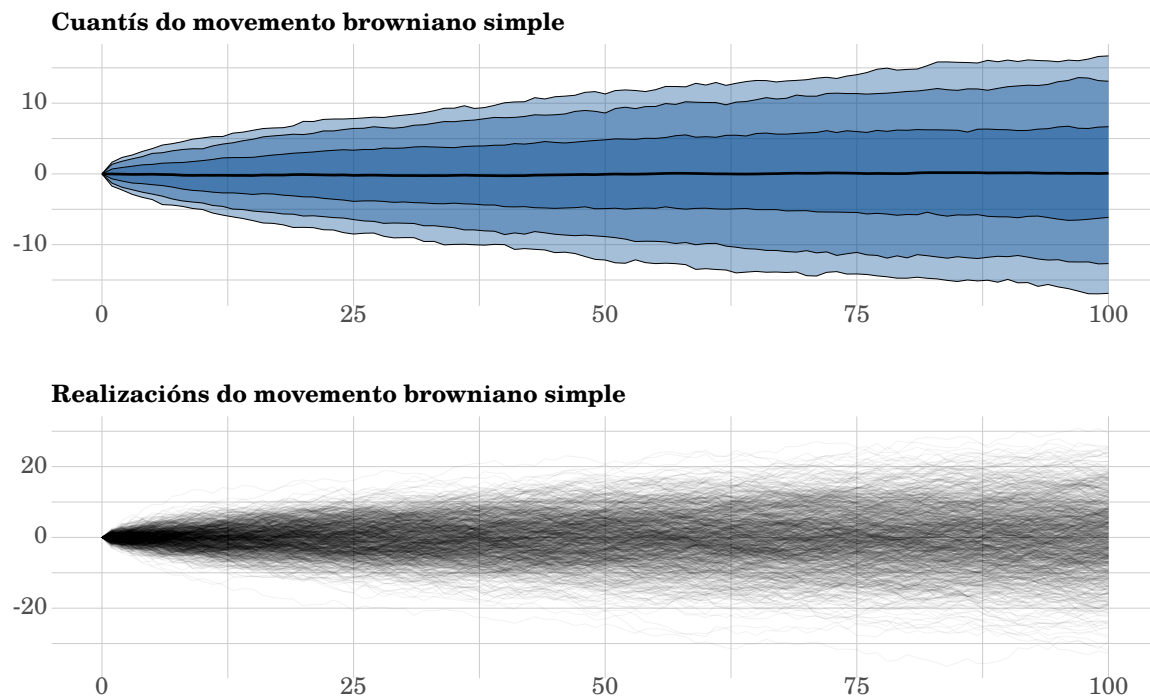 Cuantís do movemento browniano simple
10
0
-10
0 25 50 75 100
Realizacións do movemento browniano simple
20
0
-20
0 25 50 75 100